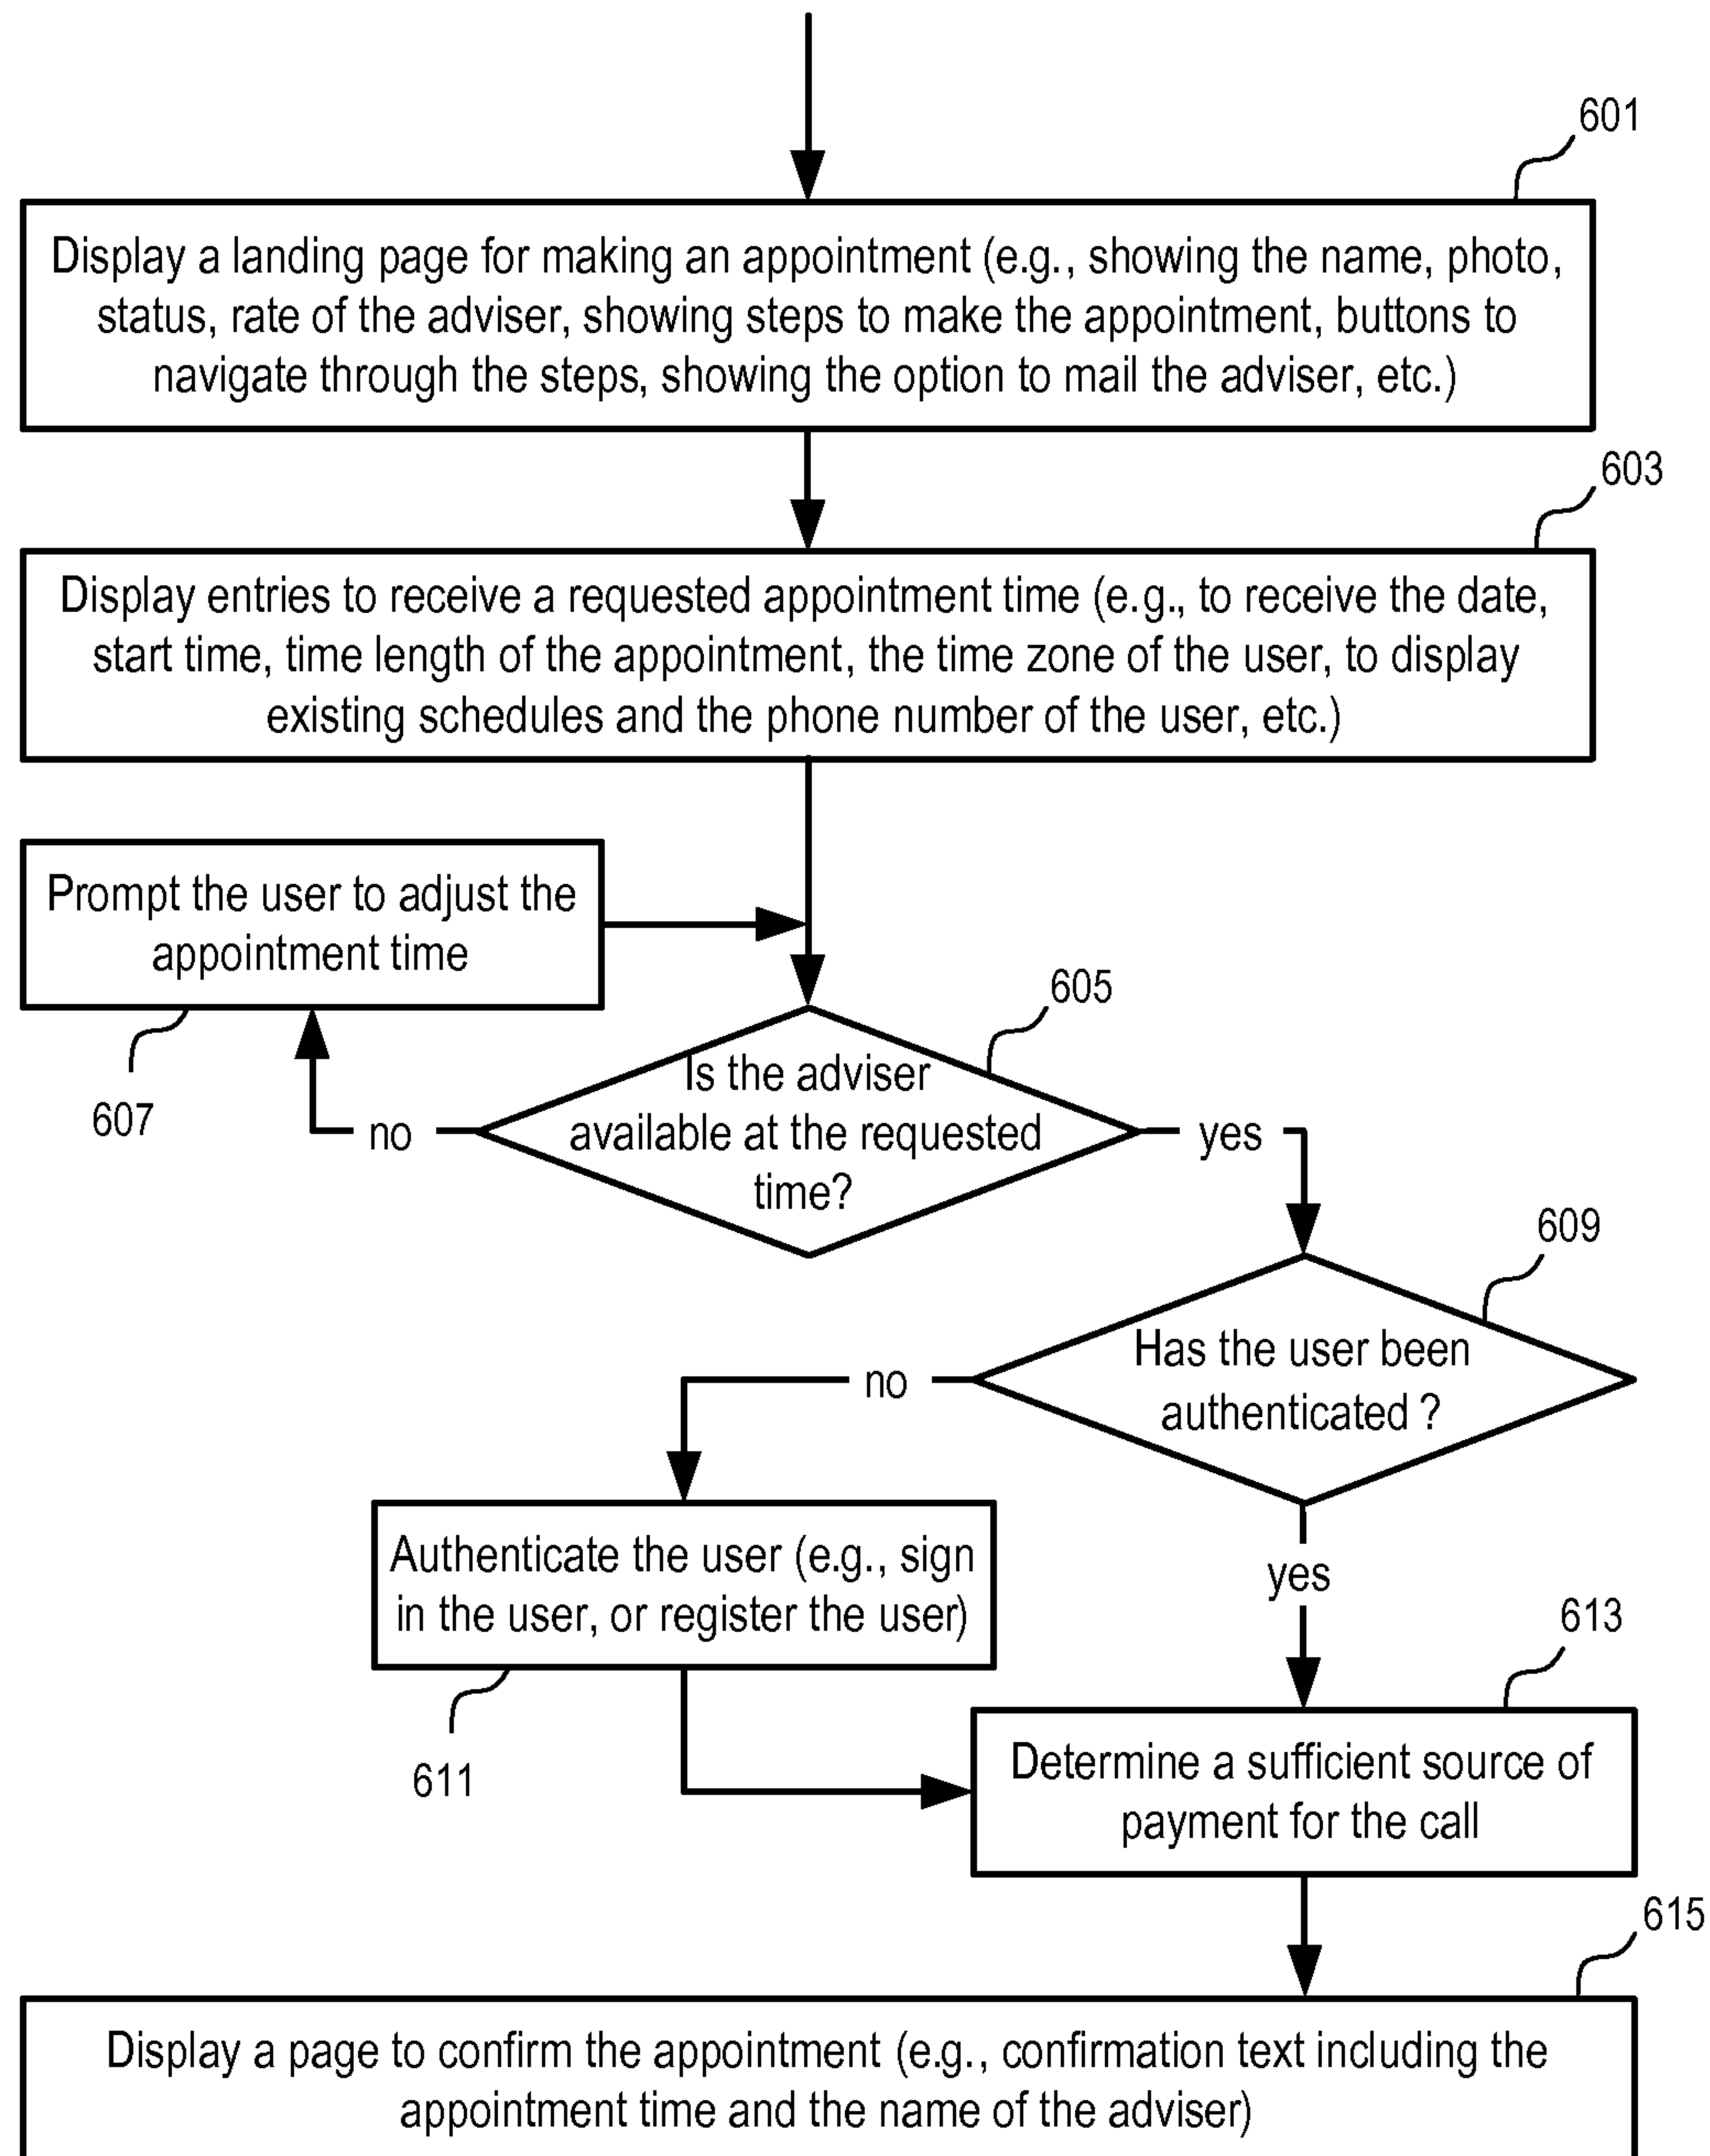 601
Display a landing page for making an appointment (e.g., showing the name, photo,
status, rate of the adviser, showing steps to make the appointment, buttons to
navigate through the steps, showing the option to mail the adviser, etc.)
603
Display entries to receive a requested appointment time (e.g., to receive the date,
start time, time length of the appointment, the time zone of the user, to display
existing schedules and the phone number of the user, etc.)
Prompt the user to adjust the
appointment time
607
605
Is the adviser
available at the requested
time?
no
yes
609
Has the user been
authenticated ?
no
yes
Authenticate the user (e.g., sign
in the user, or register the user)
611
613
Determine a sufficient source of
payment for the call
615
Display a page to confirm the appointment (e.g., confirmation text including the
appointment time and the name of the adviser)